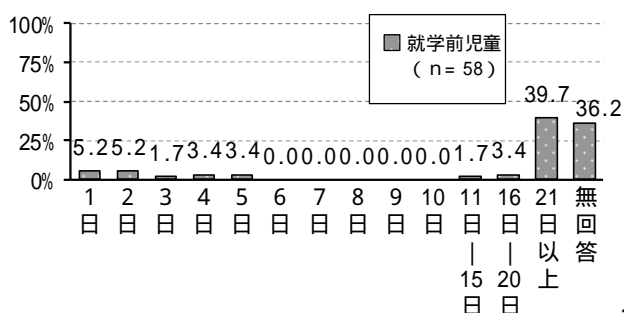 100%
75%
50%
25%
0%
就学前児童
(n=58)
5.2
5.2
1.7
3.4
3.4
0.0
0.0
0.0
0.0
0.0
1.7
3.4
39.7
36.2
1日
2日
3日
4日
5日
6日
7日
8日
9日
10日
11日|15日
16日|20日
21日以上
無回答